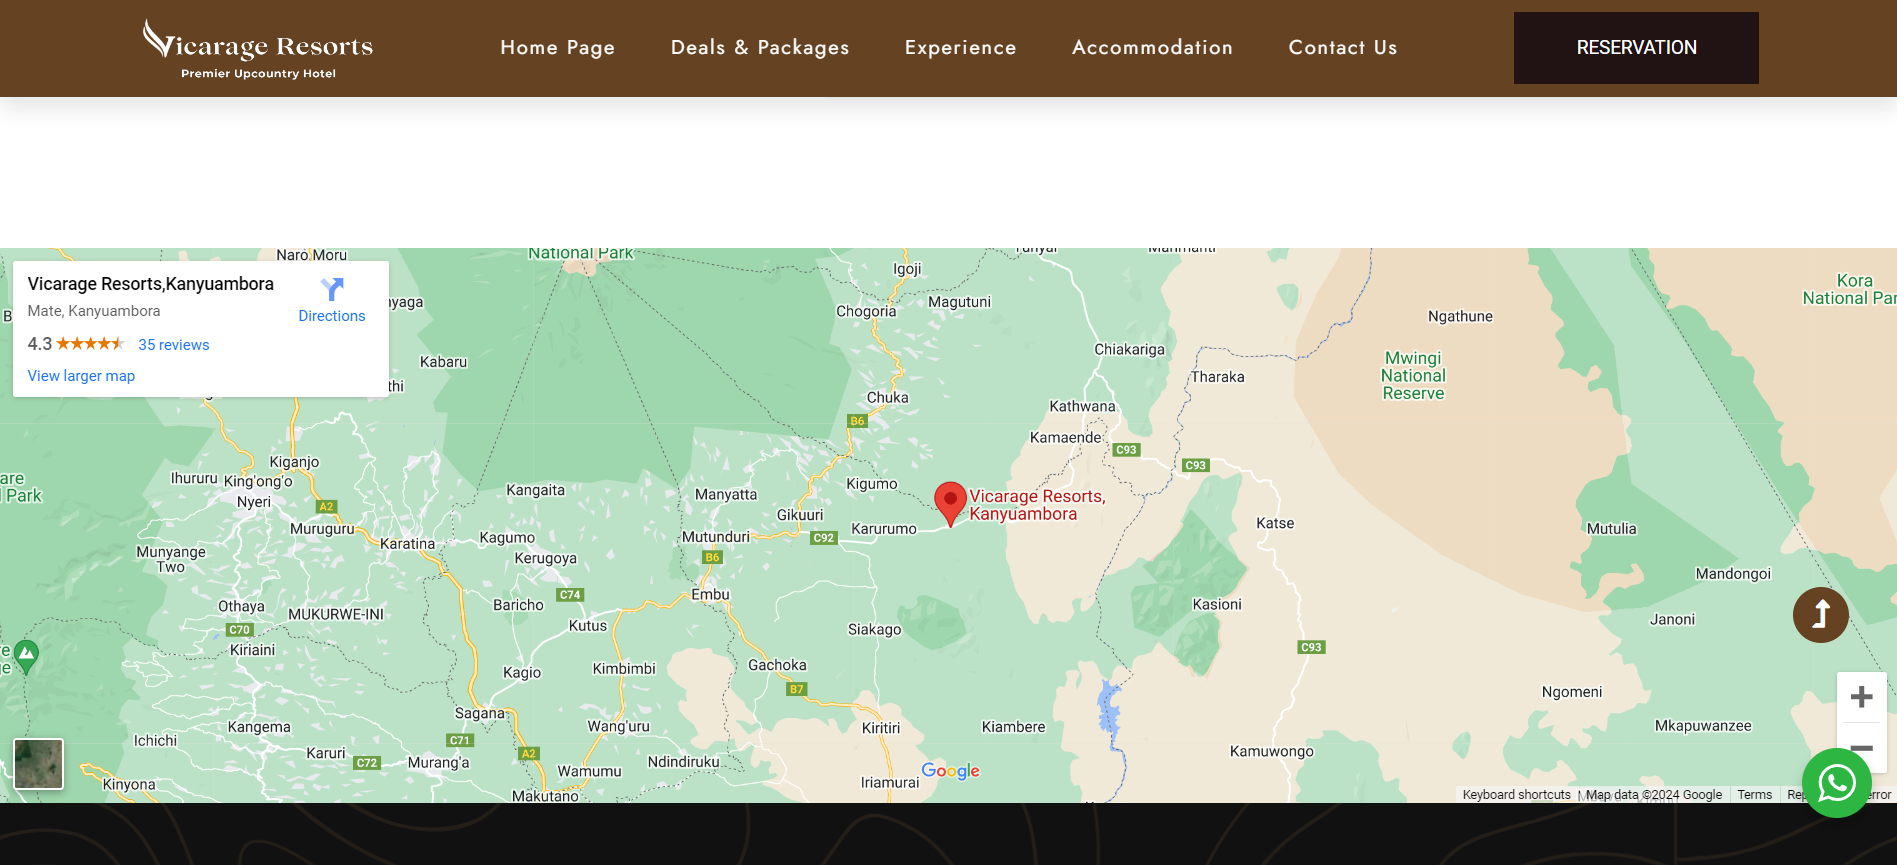 Vicarage Resorts
Premier Upcountry Hotel
Home Page
Deals & Packages
Experience
Accommodation
Contact Us
RESERVATION
Vicarage Resorts,Kanyuambora
Mate, Kanyuambora
Directions
4.3
35 reviews
View larger map
Naro Moru
National Park
Igoji
Magutuni
Chogoria
Kabaru
Chiakariga
Tharaka
Ngathune
Kora
National Par
Mwingi
National
Reserve
Chuka
B6
Kathwana
Kamaende
C93
C93
Kiganjo
Ihururu
King'ong'o
Nyeri
A2
Kangaita
Manyatta
Kigumo
Vicarage Resorts,
Kanyuambora
Gikuuri
Karurumo
Katse
Mutulia
Muruguru
Karatina
Kagumo
Mutunduri
C92
Munyange
Two
Kerugoya
B6
Mandongoi
Othaya
MUKURWE-INI
Baricho
C74
Embu
Kasioni
Janoni
C70
Kutus
Siakago
Kiriaini
C93
Kagio
Kimbimbi
Gachoka
B7
Ngomeni
Sagana
Kangema
Wang'uru
Kiritiri
Kiambere
Mkapuwanzee
Ichichi
C71
A2
Karuri
C72
Murang'a
Ndindiruku
Kamuwongo
Wamumu
Google
Kinyona
Iriamurai
Makutano
Keyboard shortcuts
Map data ©2024 Google
Terms